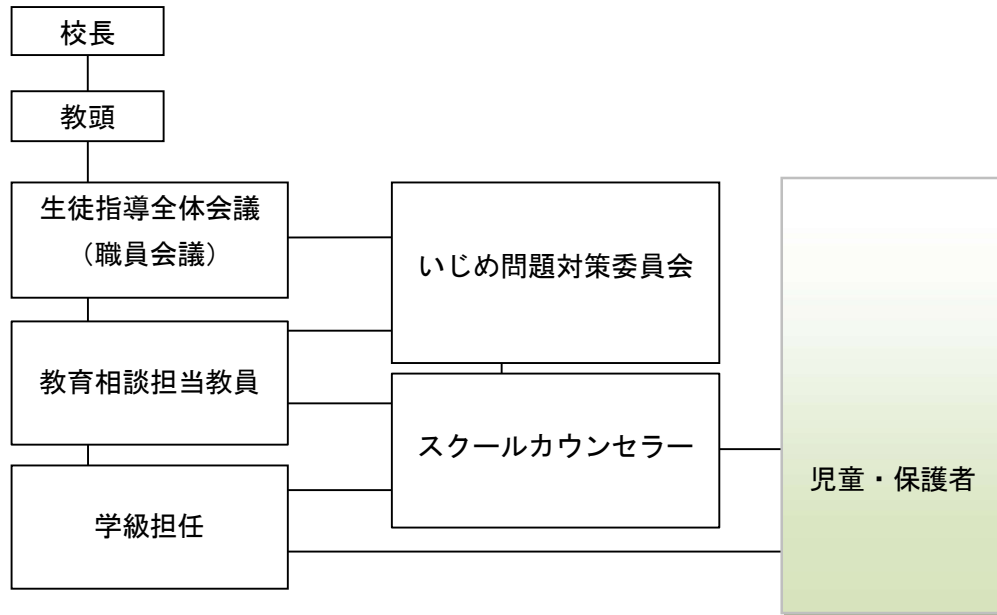 校長
教頭
生徒指導全体会議
（職員会議）
いじめ問題対策委員会
教育相談担当教員
スクールカウンセラー
児童・保護者
学級担任